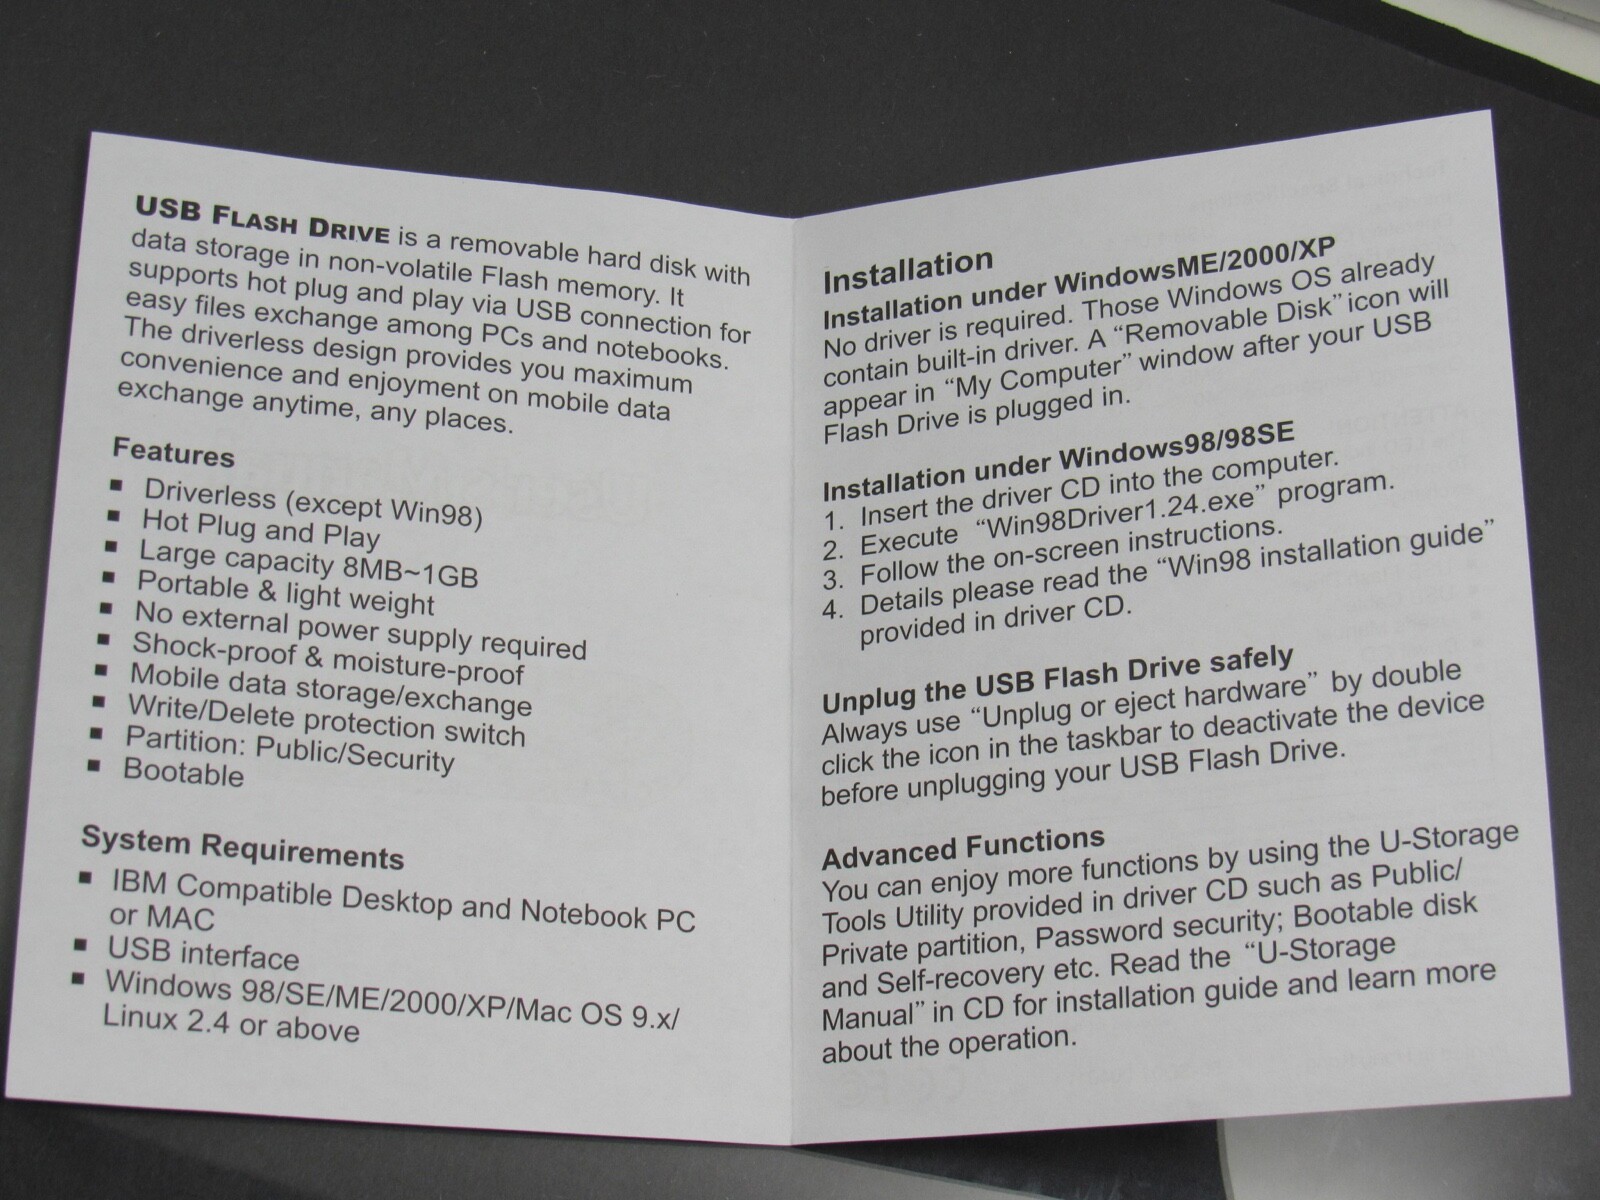 USB FLASH DRIVE is a removable hard disk with
data storage in non-volatile Flash memory. It
supports hot plug and play via USB connection for
easy files exchange among PCs and notebooks.
The driverless design provides you maximum
convenience and enjoyment on mobile data
exchange anytime, any places.
Features
▪ Driverless (except Win98)
▪ Hot Plug and Play
▪ Large capacity 8MB~1GB
▪ Portable & light weight
▪ No external power supply required
▪ Shock-proof & moisture-proof
▪ Mobile data storage/exchange
▪ Write/Delete protection switch
▪ Partition: Public/Security
▪ Bootable
System Requirements
▪ IBM Compatible Desktop and Notebook PC
or MAC
▪ USB interface
▪ Windows 98/SE/ME/2000/XP/Mac OS 9.x/
Linux 2.4 or above
Installation
Installation under WindowsME/2000/XP
No driver is required. Those Windows OS already
contain built-in driver. A “Removable Disk” icon will
appear in “My Computer” window after your USB
Flash Drive is plugged in.
Installation under Windows98/98SE
1. Insert the driver CD into the computer.
2. Execute “Win98Driver1.24.exe” program.
3. Follow the on-screen instructions.
4. Details please read the “Win98 installation guide”
provided in driver CD.
Unplug the USB Flash Drive safely
Always use “Unplug or eject hardware” by double
click the icon in the taskbar to deactivate the device
before unplugging your USB Flash Drive.
Advanced Functions
You can enjoy more functions by using the U-Storage
Tools Utility provided in driver CD such as Public/
Private partition, Password security; Bootable disk
and Self-recovery etc. Read the “U-Storage
Manual” in CD for installation guide and learn more
about the operation.